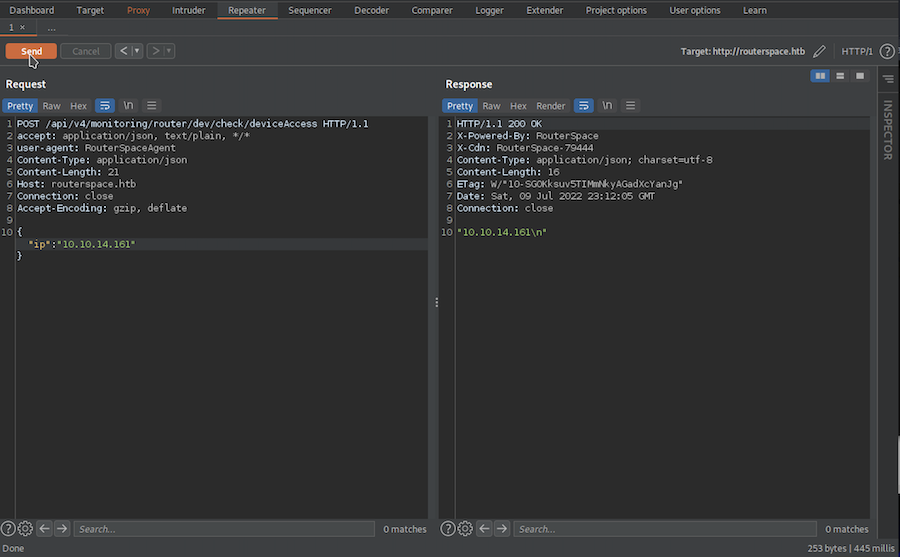 Dashboard Target Proxy Intruder Repeater Sequencer Decoder Comparer Logger Extender Project options User options Learn
1 × ...
Send Cancel < > Target: http://routerspace.htb HTTP/1 ?
Request
Pretty Raw Hex \n
1 POST /api/v4/monitoring/router/dev/check/deviceAccess HTTP/1.1
2 accept: application/json, text/plain, */*
3 user-agent: RouterSpaceAgent
4 Content-Type: application/json
5 Content-Length: 21
6 Host: routerspace.htb
7 Connection: close
8 Accept-Encoding: gzip, deflate
9
10 {
"ip":"10.10.14.161"
}
? Search... 0 matches
Response
Pretty Raw Hex Render \n
1 HTTP/1.1 200 OK
2 X-Powered-By: RouterSpace
3 X-Cdn: RouterSpace-79444
4 Content-Type: application/json; charset=utf-8
5 Content-Length: 16
6 ETag: W/"10-SGOKksuv5TIMmNkyAGadXcYanJg"
7 Date: Sat, 09 Jul 2022 23:12:05 GMT
8 Connection: close
9
10 "10.10.14.161\n"
? Search... 0 matches
INSPECTOR
Done 253 bytes | 445 millis